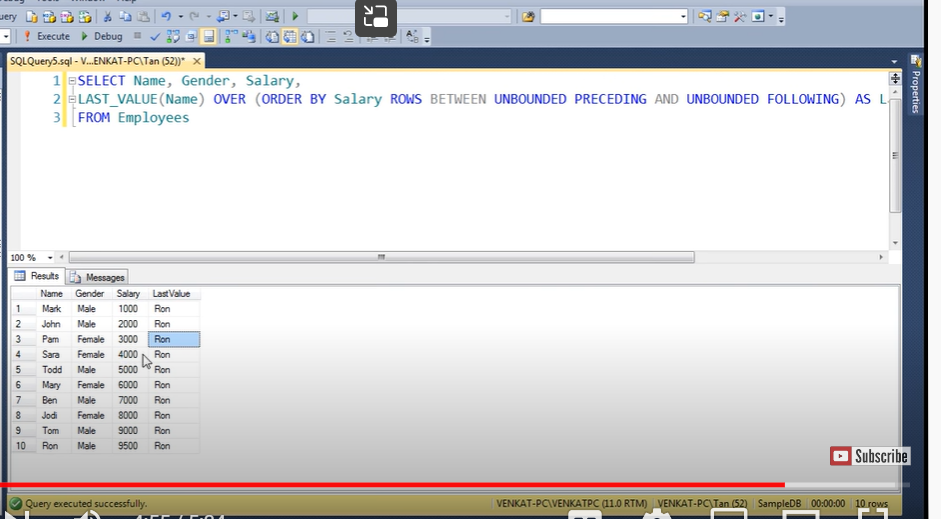 Execute
Debug
SQLQuery5.sql - V...ENKAT-PC\Tan (52))*
1 SELECT Name, Gender, Salary,
2 LAST_VALUE(Name) OVER (ORDER BY Salary ROWS BETWEEN UNBOUNDED PRECEDING AND UNBOUNDED FOLLOWING) AS L
3 FROM Employees
Properties
100 %
Results Messages
Name Gender Salary LastValue
1 Mark Male 1000 Ron
2 John Male 2000 Ron
3 Pam Female 3000 Ron
4 Sara Female 4000 Ron
5 Todd Male 5000 Ron
6 Mary Female 6000 Ron
7 Ben Male 7000 Ron
8 Jodi Female 8000 Ron
9 Tom Male 9000 Ron
10 Ron Male 9500 Ron
Subscribe
Query executed successfully. VENKAT-PC\VENKATPC (11.0 RTM) VENKAT-PC\Tan (52) SampleDB 00:00:00 10 rows